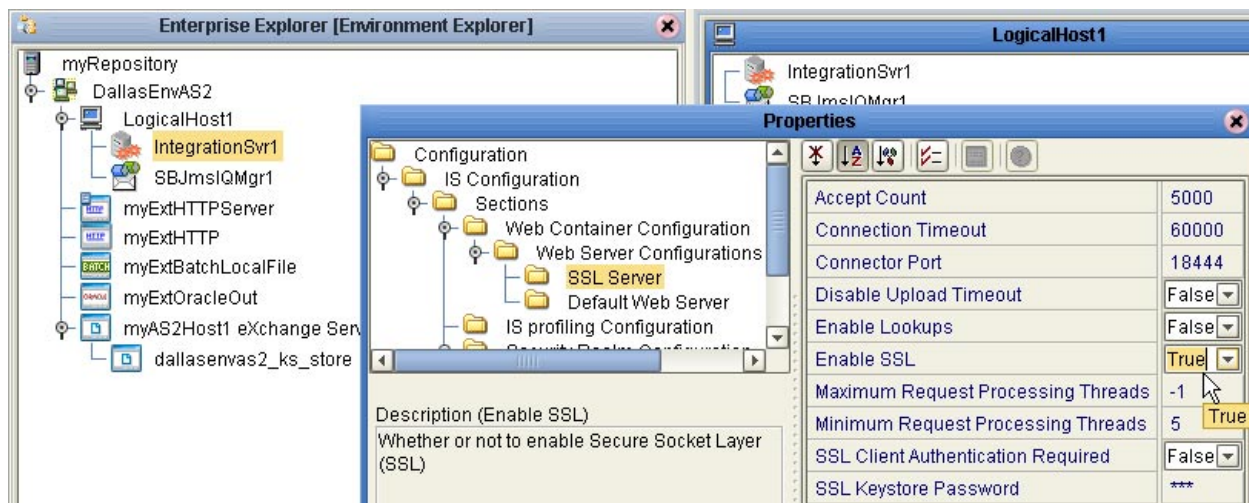 Enterprise Explorer [Environment Explorer]
myRepository
DallasEnvAS2
LogicalHost1
IntegrationSvr1
SBJmsIQMgr1
myExtHTTPServer
myExtHTTP
myExtBatchLocalFile
myExtOracleOut
myAS2Host1 eXchange Serv
dallasenvas2_ks_store
LogicalHost1
IntegrationSvr1
SBJmsIQMgr1
Properties
Configuration
IS Configuration
Sections
Web Container Configuration
Web Server Configurations
SSL Server
Default Web Server
IS profiling Configuration
Security Realm Configuration
Description (Enable SSL)
Whether or not to enable Secure Socket Layer
(SSL)
Accept Count 5000
Connection Timeout 60000
Connector Port 18444
Disable Upload Timeout False
Enable Lookups False
Enable SSL True
Maximum Request Processing Threads -1
Minimum Request Processing Threads 5 True
SSL Client Authentication Required False
SSL Keystore Password ***